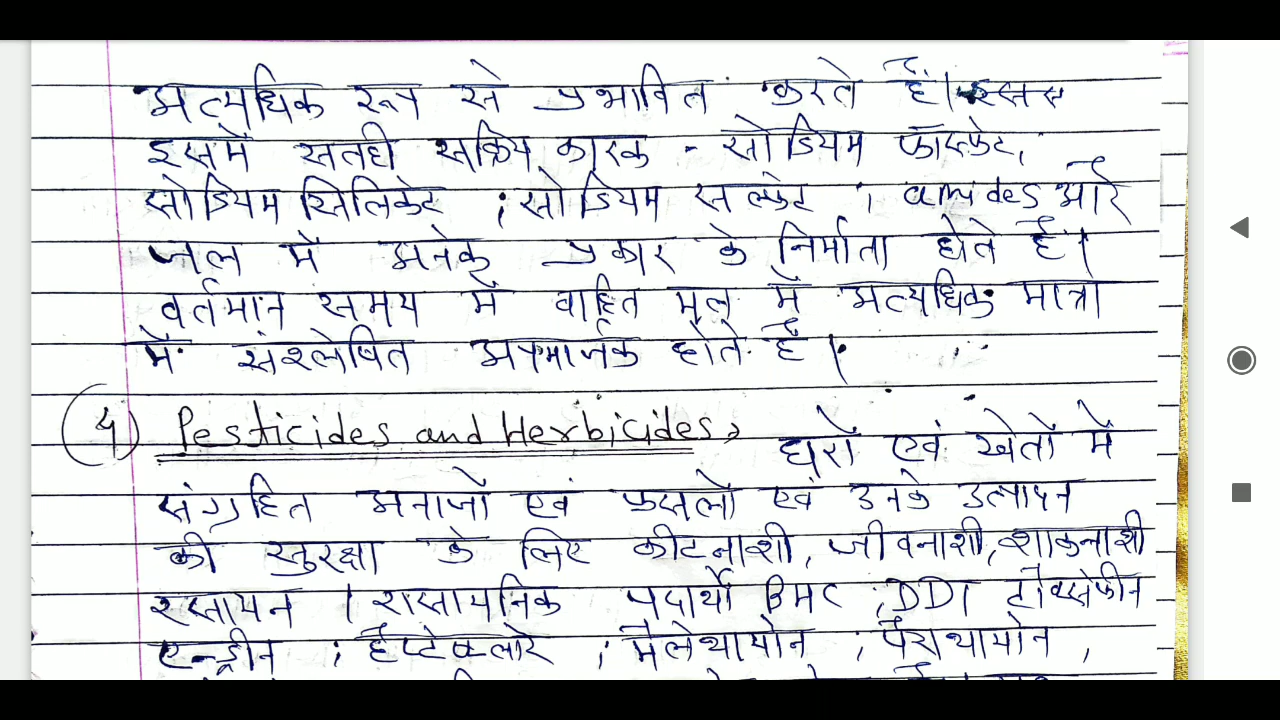 अत्यधिक रूप से प्रभावित करते हैं।
इसमें सतही सक्रिय कारक - सोडियम फॉस्फेट,
सोडियम सिलिकेट ; सोडियम सल्फेट , amides और
जल में अनेक प्रकार के निर्माता होते हैं।
वर्तमान समय में वाहित मल में अत्यधिक मात्रा
में संश्लेषित अपमार्जक होते हैं।
(4) Pesticides and Herbicides, घरों एवं खेतों में
संग्रहित अनाजों एवं फसलों एवं उनके उत्पादन
की सुरक्षा के लिए कीटनाशी, जीवनाशी, शाकनाशी
रसायन । रासायनिक पदार्थों BMC ; DDT टॉक्सेफीन
एन्ड्रीन ; हैप्टेक्लोर ; मैलेथायोन ; पैराथायोन ,